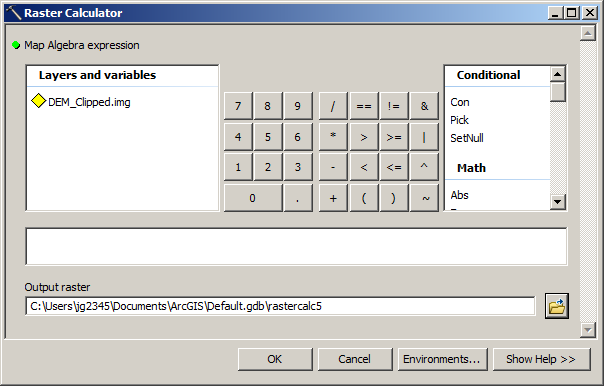 Raster Calculator
Map Algebra expression
Layers and variables
DEM_Clipped.img
7 8 9 / == != &
4 5 6 * > >= |
1 2 3 - < <= ^
0 . + ( ) ~
Conditional
Con
Pick
SetNull
Math
Abs
Output raster
C:\Users\jg2345\Documents\ArcGIS\Default.gdb\rastercalc5
OK
Cancel
Environments...
Show Help >>